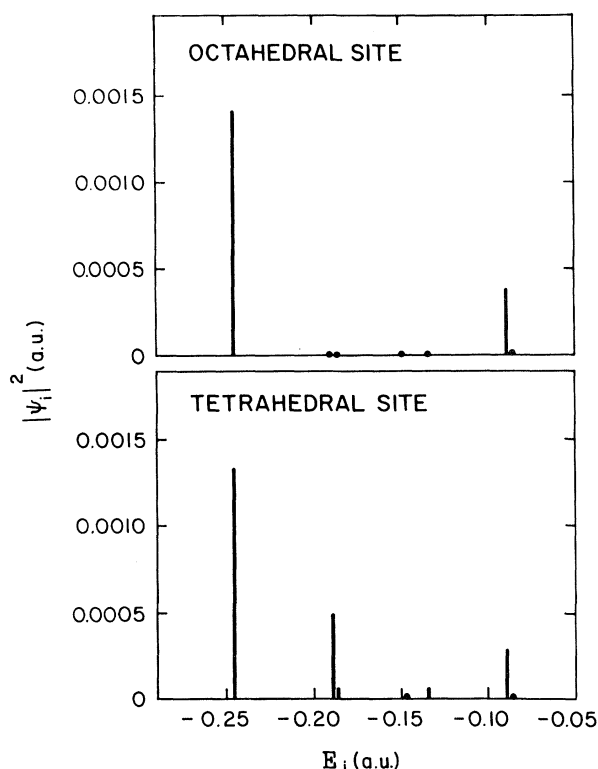 OCTAHEDRAL SITE
0.0015
0.0010
0.0005
0
|ψi|² (a.u.)
TETRAHEDRAL SITE
0.0015
0.0010
0.0005
0
-0.25 -0.20 -0.15 -0.10 -0.05
Ei (a.u.)